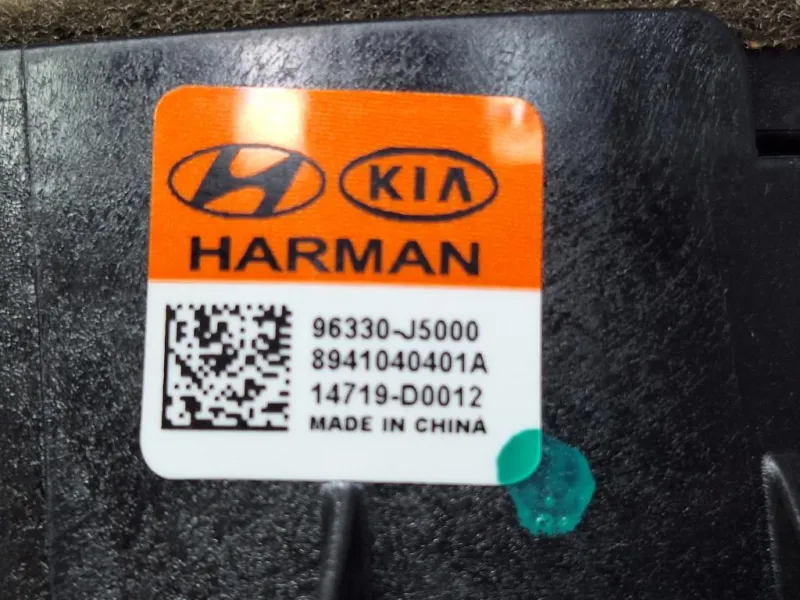 KIA
HARMAN
96330-J5000
8941040401A
14719-D0012
MADE IN CHINA